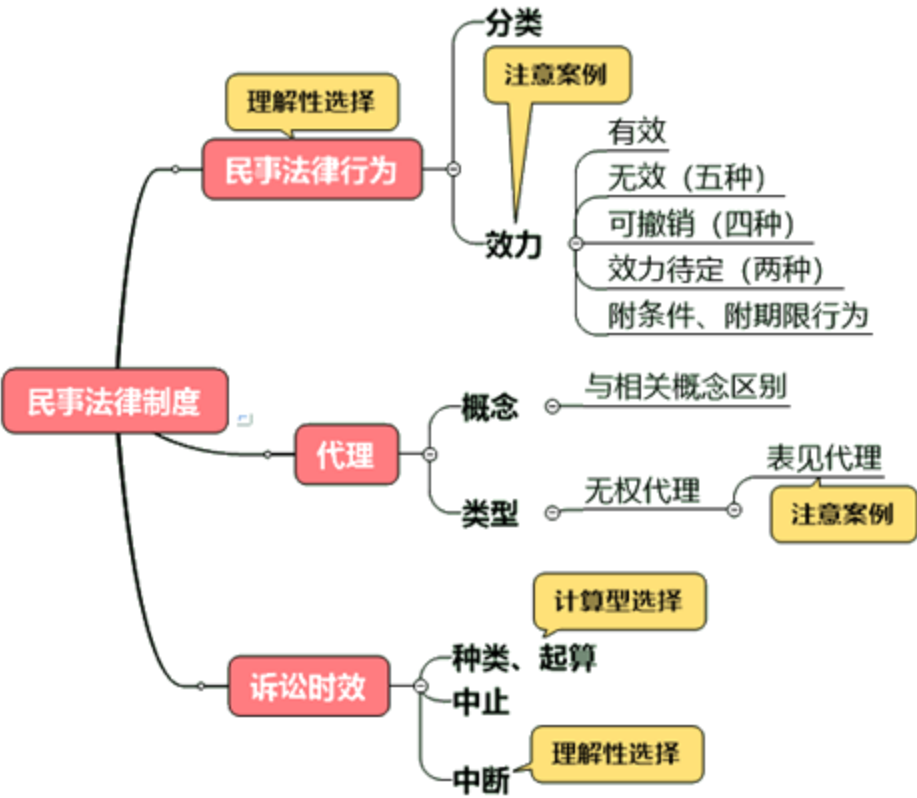 分类
注意案例
理解性选择
民事法律行为
有效
无效（五种）
可撤销（四种）
效力
效力待定（两种）
附条件、附期限行为
民事法律制度
与相关概念区别
概念
代理
表见代理
无权代理
类型
注意案例
计算型选择
种类、起算
诉讼时效
中止
理解性选择
中断